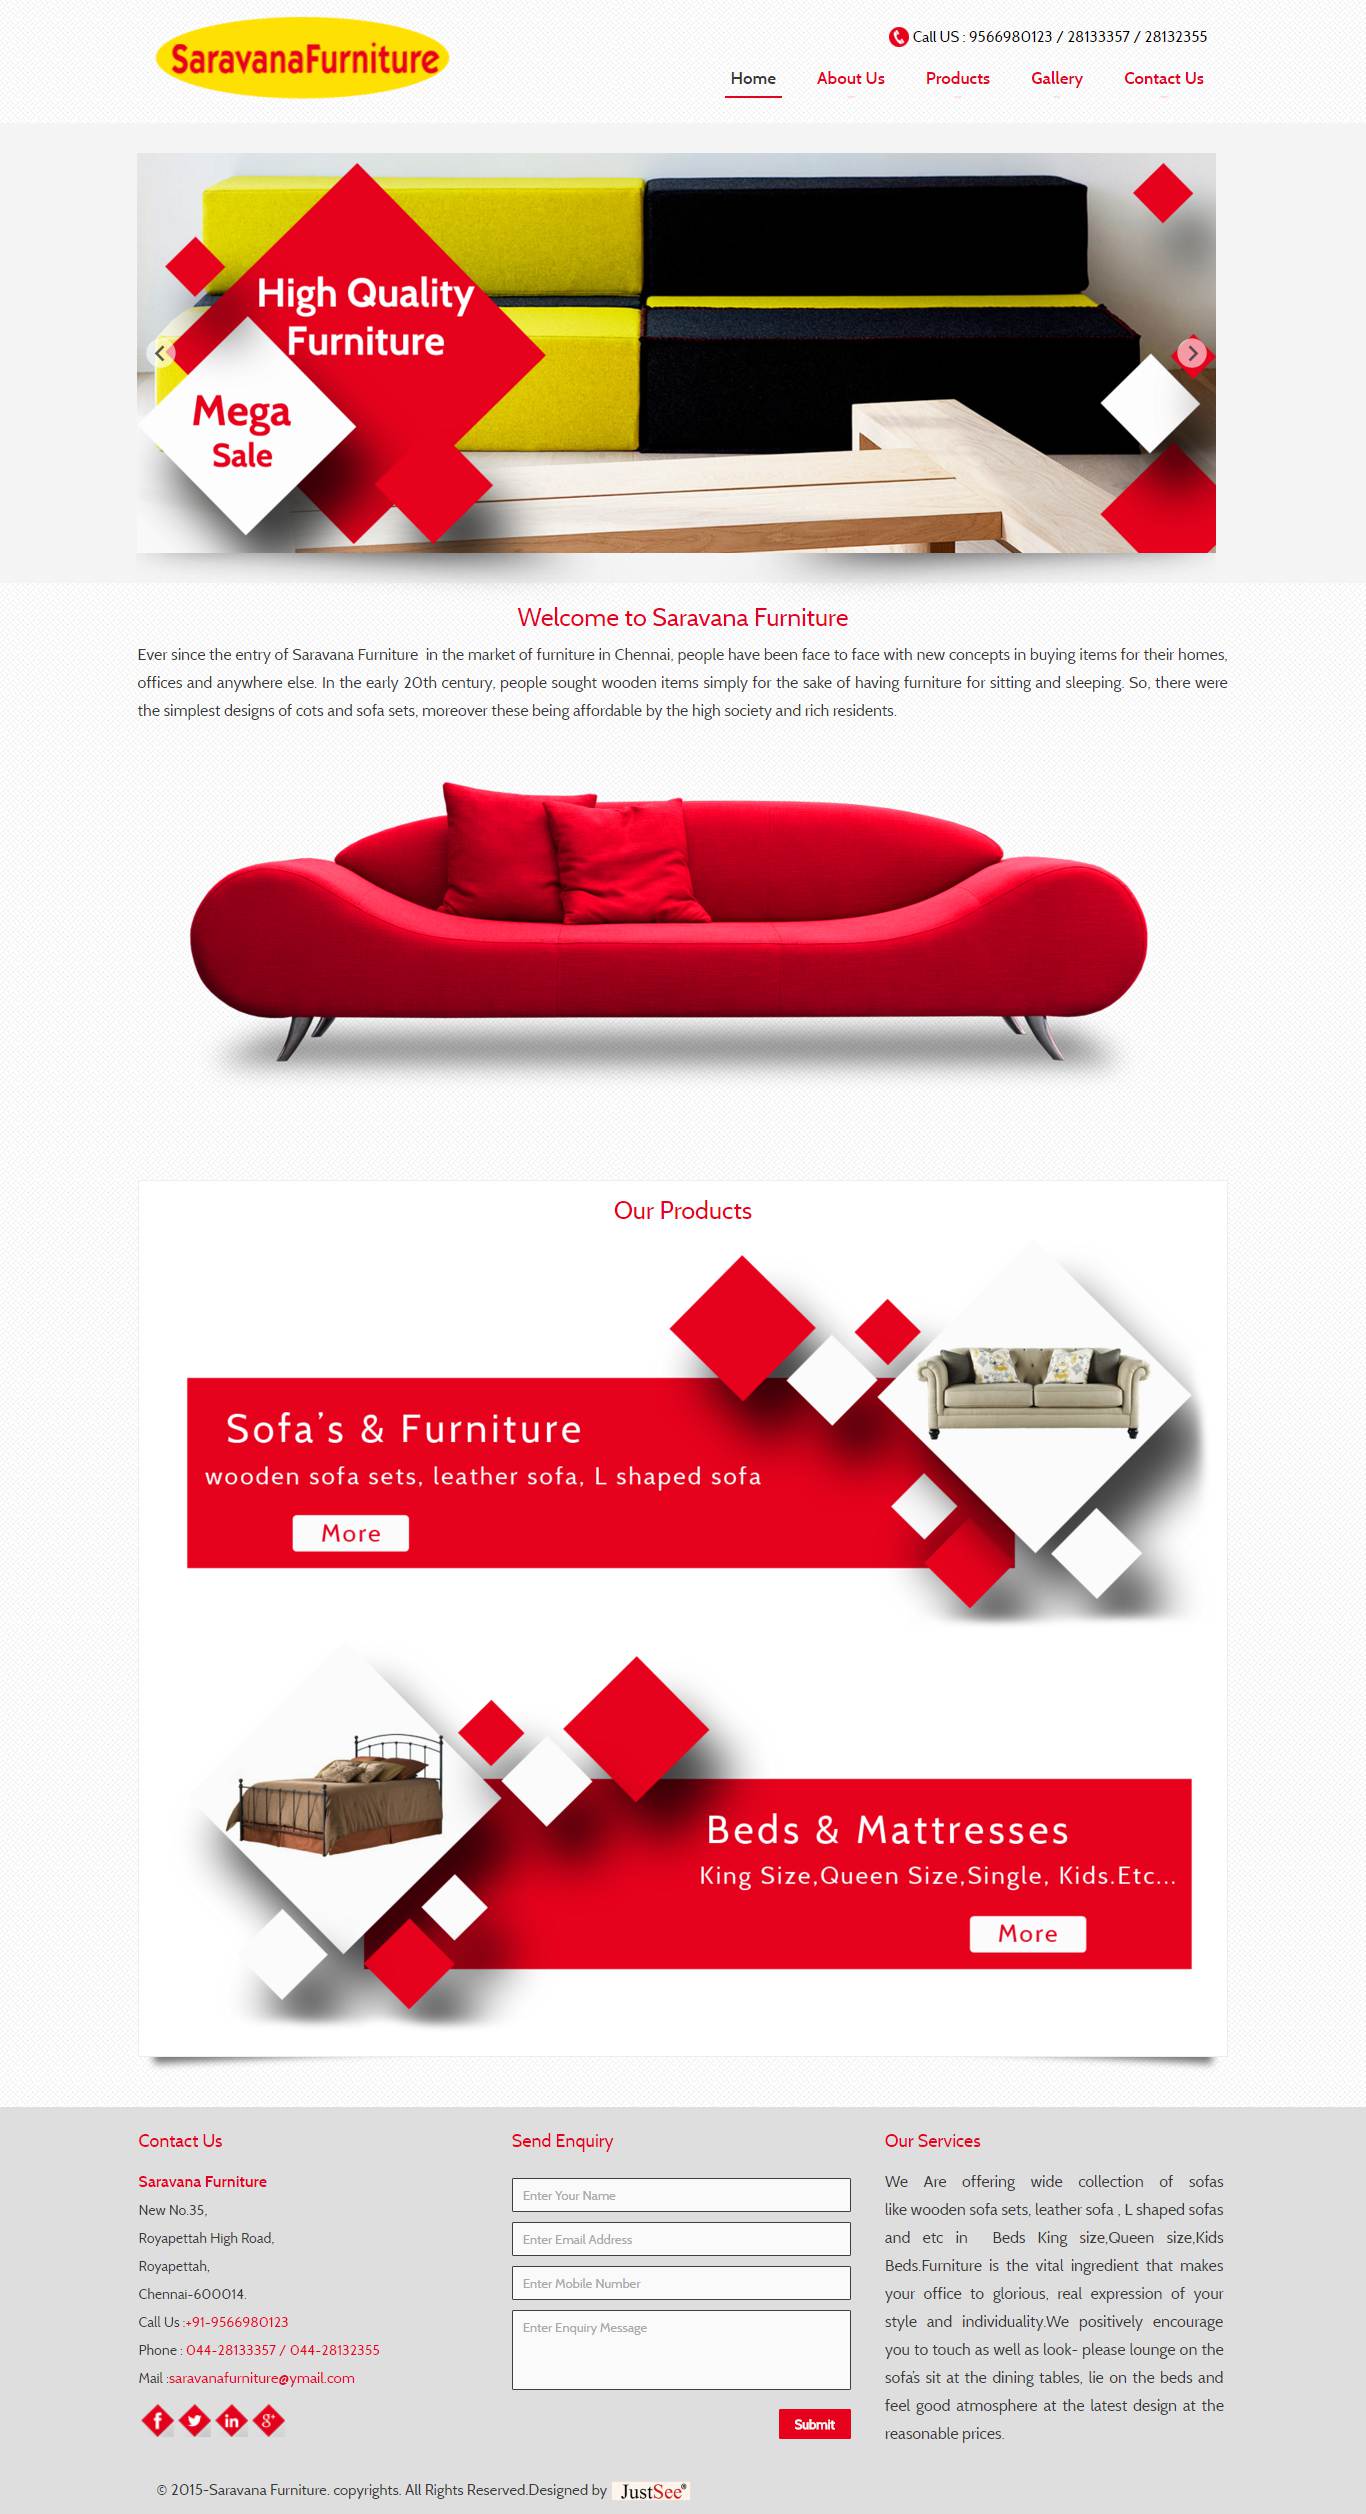 SaravanaFurniture
Call US : 9566980123 / 28133357 / 28132355
Home About Us Products Gallery Contact Us
High Quality
Furniture
Mega
Sale
Welcome to Saravana Furniture
Ever since the entry of Saravana Furniture in the market of furniture in Chennai, people have been face to face with new concepts in buying items for their homes,
offices and anywhere else. In the early 20th century, people sought wooden items simply for the sake of having furniture for sitting and sleeping. So, there were
the simplest designs of cots and sofa sets, moreover these being affordable by the high society and rich residents.
Our Products
Sofa's & Furniture
wooden sofa sets, leather sofa, L shaped sofa
More
Beds & Mattresses
King Size,Queen Size,Single, Kids.Etc...
More
Contact Us
Saravana Furniture
New No.35,
Royapettah High Road,
Royapettah,
Chennai-600014.
Call Us :+91-9566980123
Phone : 044-28133357 / 044-28132355
Mail :saravanafurniture@ymail.com
f in g+
Send Enquiry
Enter Your Name
Enter Email Address
Enter Mobile Number
Enter Enquiry Message
Submit
Our Services
We Are offering wide collection of sofas
like wooden sofa sets, leather sofa , L shaped sofas
and etc in Beds King size,Queen size,Kids
Beds.Furniture is the vital ingredient that makes
your office to glorious, real expression of your
style and individuality.We positively encourage
you to touch as well as look- please lounge on the
sofa's sit at the dining tables, lie on the beds and
feel good atmosphere at the latest design at the
reasonable prices.
© 2015-Saravana Furniture. copyrights. All Rights Reserved.Designed by JustSee®